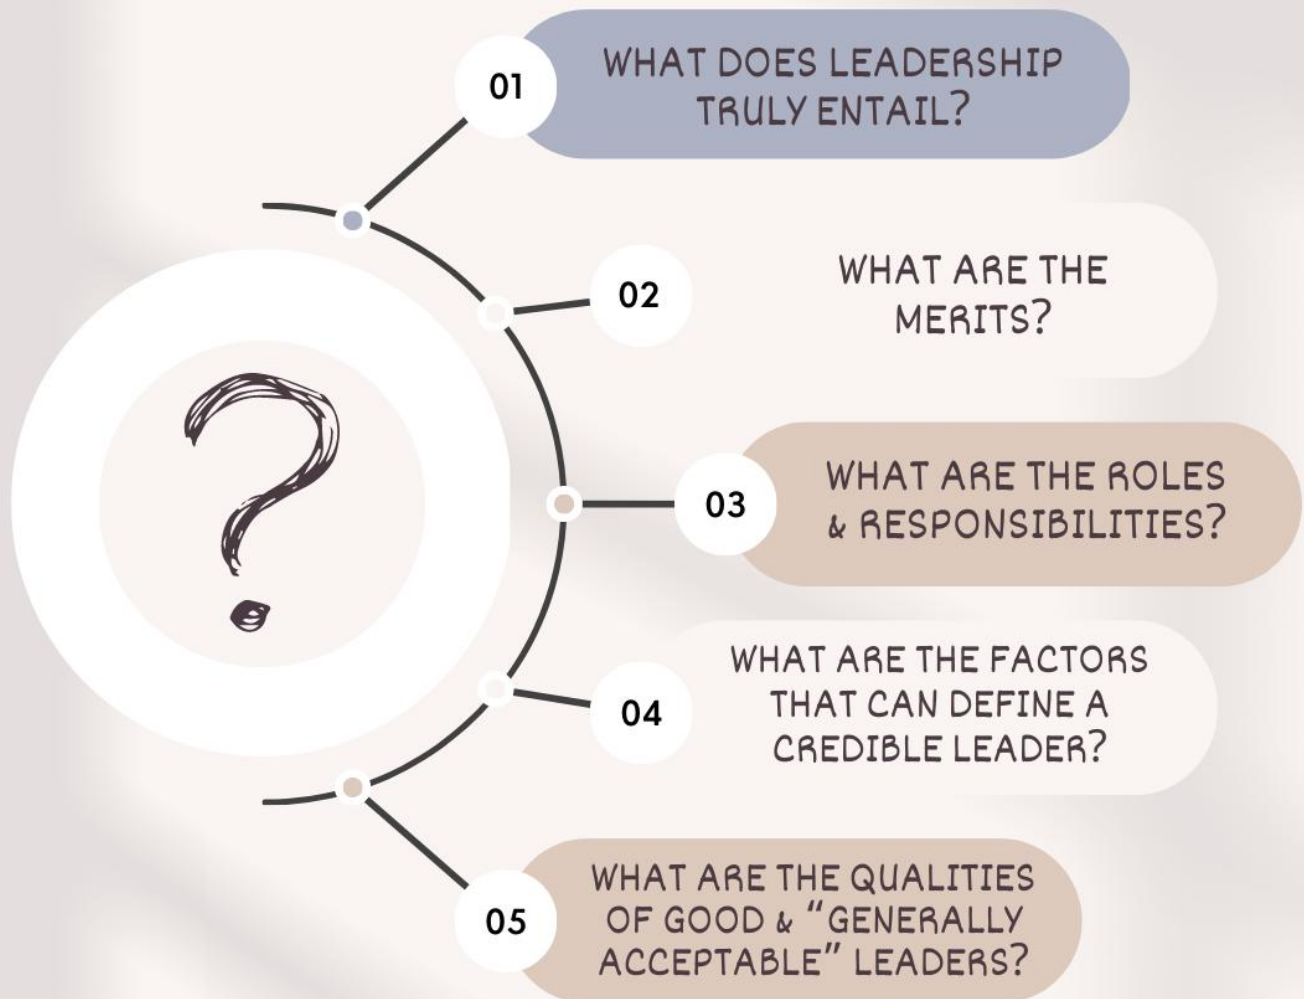 01
WHAT DOES LEADERSHIP
TRULY ENTAIL?
02
WHAT ARE THE
MERITS?
03
WHAT ARE THE ROLES
& RESPONSIBILITIES?
04
WHAT ARE THE FACTORS
THAT CAN DEFINE A
CREDIBLE LEADER?
?
05
WHAT ARE THE QUALITIES
OF GOOD & “GENERALLY
ACCEPTABLE” LEADERS?